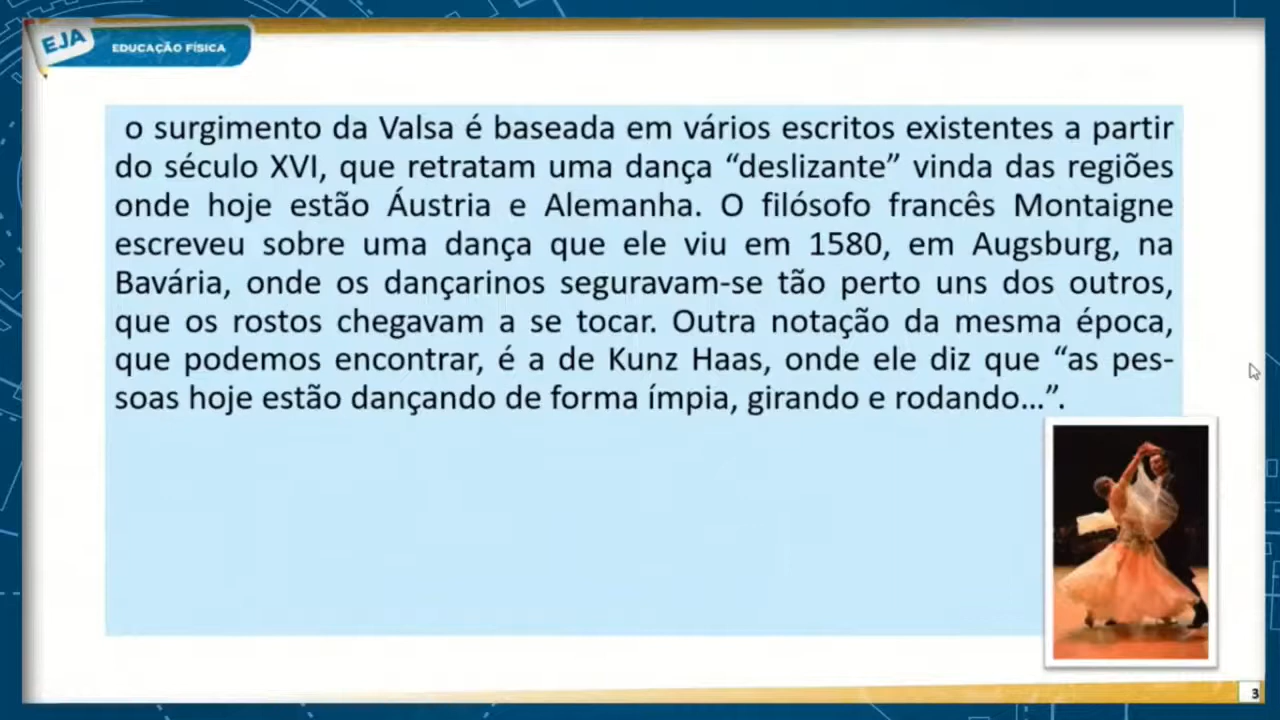 EJA
EDUCAÇÃO FÍSICA
o surgimento da Valsa é baseada em vários escritos existentes a partir
do século XVI, que retratam uma dança “deslizante” vinda das regiões
onde hoje estão Áustria e Alemanha. O filósofo francês Montaigne
escreveu sobre uma dança que ele viu em 1580, em Augsburg, na
Bavária, onde os dançarinos seguravam-se tão perto uns dos outros,
que os rostos chegavam a se tocar. Outra notação da mesma época,
que podemos encontrar, é a de Kunz Haas, onde ele diz que “as pes-
soas hoje estão dançando de forma ímpia, girando e rodando...”.
3